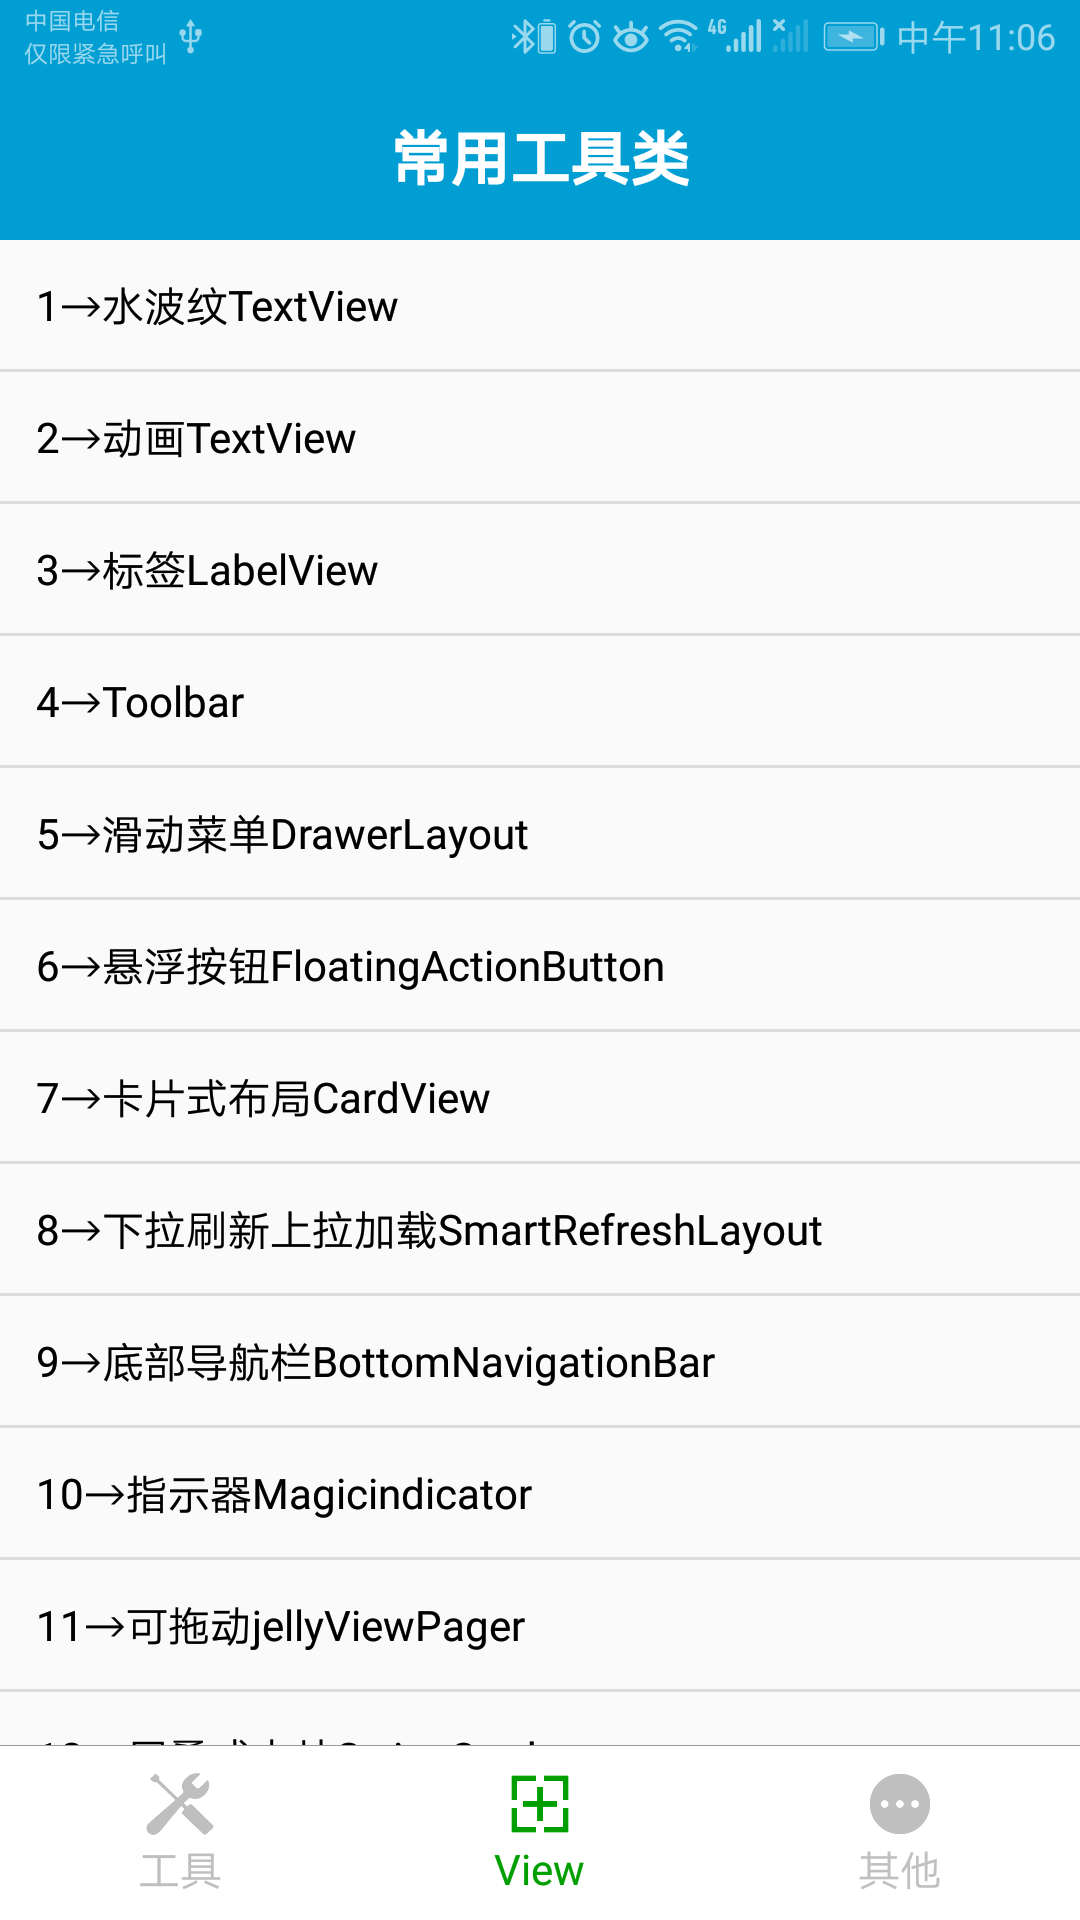 中国电信
仅限紧急呼叫
4G
中午11:06
常用工具类
1→水波纹TextView
2→动画TextView
3→标签LabelView
4→Toolbar
5→滑动菜单DrawerLayout
6→悬浮按钮FloatingActionButton
7→卡片式布局CardView
8→下拉刷新上拉加载SmartRefreshLayout
9→底部导航栏BottomNavigationBar
10→指示器Magicindicator
11→可拖动jellyViewPager
工具
View
其他